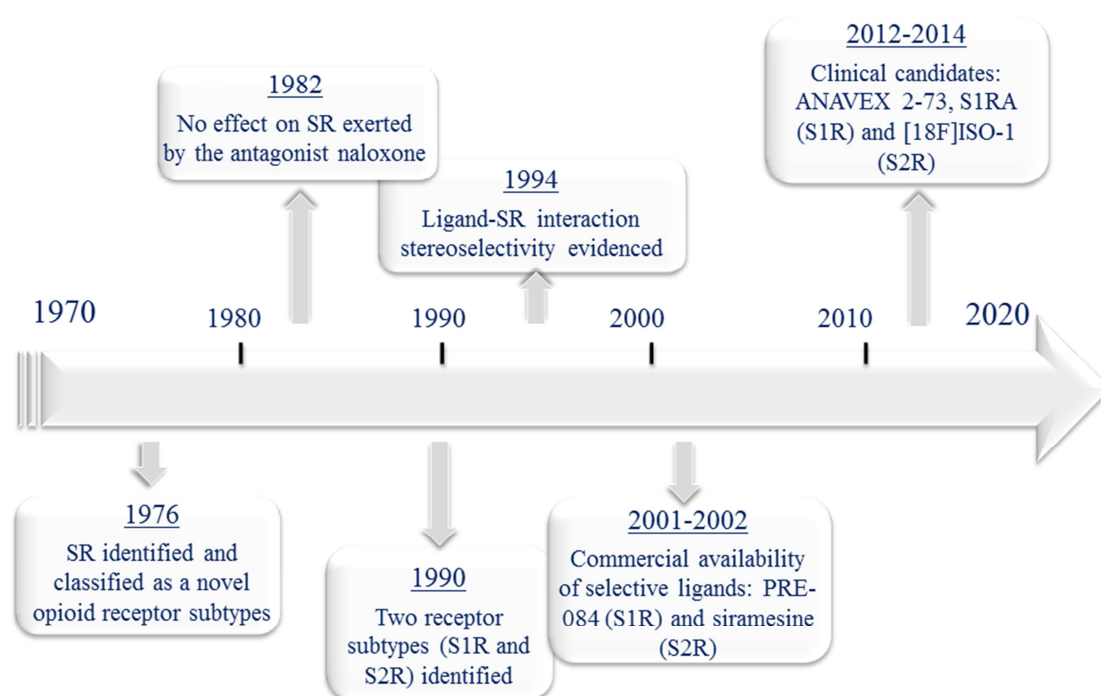 2012-2014
Clinical candidates:
ANAVEX 2-73, S1RA
(S1R) and [18F]ISO-1
(S2R)
1982
No effect on SR exerted
by the antagonist naloxone
1994
Ligand-SR interaction
stereoselectivity evidenced
1970
1980
1990
2000
2010
2020
1976
SR identified and
classified as a novel
opioid receptor subtypes
1990
Two receptor
subtypes (S1R and
S2R) identified
2001-2002
Commercial availability
of selective ligands: PRE-
084 (S1R) and siramesine
(S2R)